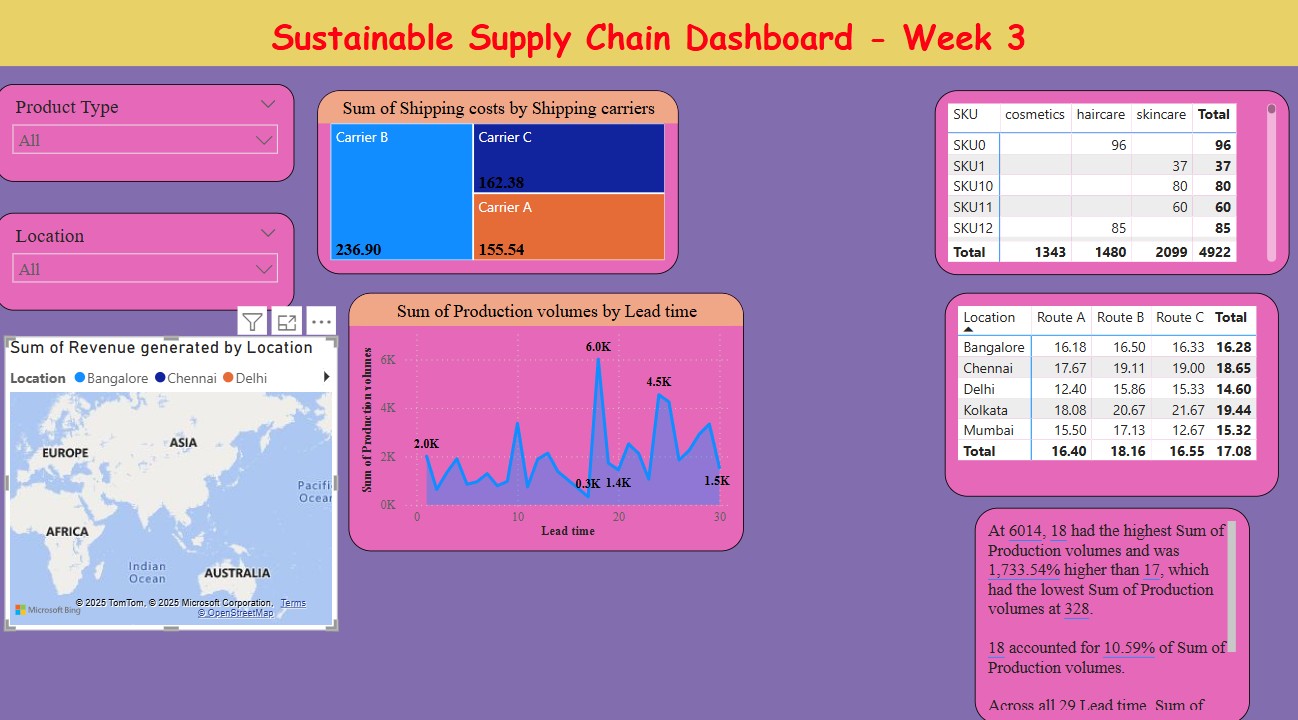 Sustainable Supply Chain Dashboard - Week 3
Product Type
All
Location
All
Sum of Shipping costs by Shipping carriers
Carrier B
236.90
Carrier C
162.38
Carrier A
155.54
SKU cosmetics haircare skincare Total
SKU0 96 96
SKU1 37 37
SKU10 80 80
SKU11 60 60
SKU12 85 85
Total 1343 1480 2099 4922
Sum of Revenue generated by Location
Location Bangalore Chennai Delhi
EUROPE
ASIA
AFRICA
AUSTRALIA
Pacific
Ocean
Indian
Ocean
Microsoft Bing
© 2025 TomTom, © 2025 Microsoft Corporation, Terms
© OpenStreetMap
Sum of Production volumes by Lead time
Sum of Production volumes
6K
4K
2K
0K
2.0K
6.0K
4.5K
0.3K
1.4K
1.5K
0 10 20 30
Lead time
Location Route A Route B Route C Total
Bangalore 16.18 16.50 16.33 16.28
Chennai 17.67 19.11 19.00 18.65
Delhi 12.40 15.86 15.33 14.60
Kolkata 18.08 20.67 21.67 19.44
Mumbai 15.50 17.13 12.67 15.32
Total 16.40 18.16 16.55 17.08
At 6014, 18 had the highest Sum of
Production volumes and was
1,733.54% higher than 17, which
had the lowest Sum of Production
volumes at 328.
18 accounted for 10.59% of Sum of
Production volumes.
Across all 29 Lead time, Sum of